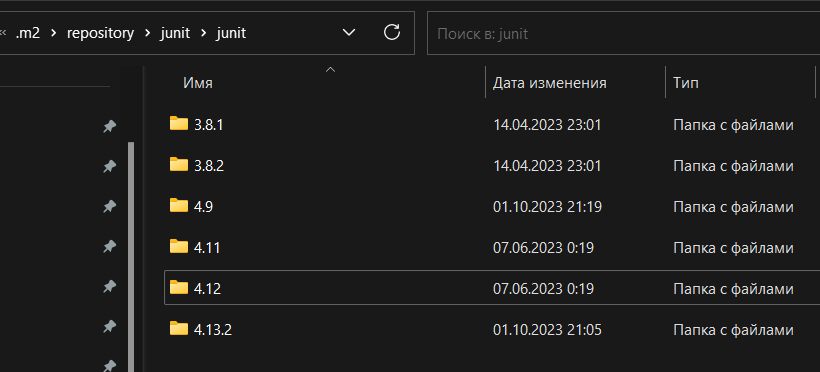 « .m2 > repository > junit > junit
Поиск в: junit
Имя Дата изменения Тип
3.8.1 14.04.2023 23:01 Папка с файлами
3.8.2 14.04.2023 23:01 Папка с файлами
4.9 01.10.2023 21:19 Папка с файлами
4.11 07.06.2023 0:19 Папка с файлами
4.12 07.06.2023 0:19 Папка с файлами
4.13.2 01.10.2023 21:05 Папка с файлами